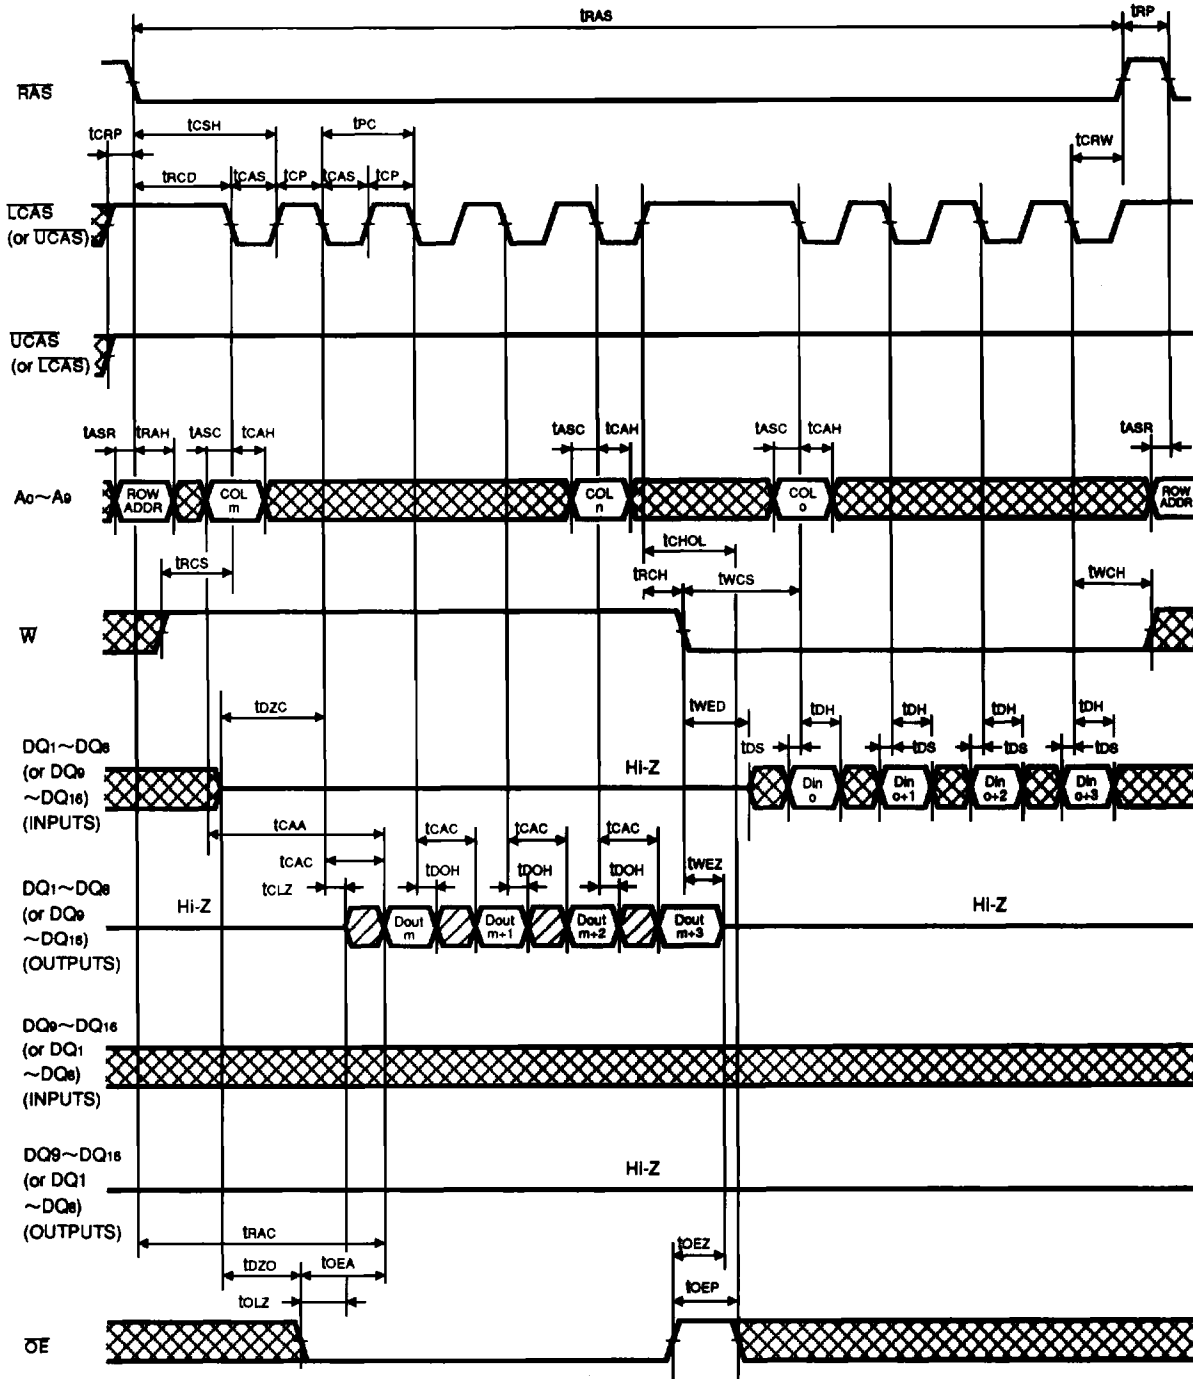 tRAS
tRP
RAS
tCRP
tCSH
tPC
tCRW
tRCD
tCAS
tCP
tCAS
tCP
LCAS
(or UCAS)
UCAS
(or LCAS)
tASR
tRAH
tASC
tCAH
tASC
tCAH
tASC
tCAH
tASR
A0~A9
ROW
ADDR
COL
m
COL
n
COL
o
ROW
ADDR
tCHOL
tRCS
tRCH
tWCS
tWCH
W
tDZC
tWED
tDH
tDH
tDH
tDH
tDS
tDS
tDS
tDS
DQ1~DQ8
(or DQ9
~DQ16)
(INPUTS)
Hi-Z
Din
o
Din
o+1
Din
o+2
Din
o+3
tCAA
tCAC
tCAC
tCAC
tCAC
tCLZ
tDOH
tDOH
tDOH
tWEZ
DQ1~DQ8
(or DQ9
~DQ16)
(OUTPUTS)
Hi-Z
Dout
m
Dout
m+1
Dout
m+2
Dout
m+3
Hi-Z
DQ9~DQ16
(or DQ1
~DQ8)
(INPUTS)
DQ9~DQ16
(or DQ1
~DQ8)
(OUTPUTS)
Hi-Z
tRAC
tDZO
tOEA
tOEZ
tOLZ
tOEP
OE